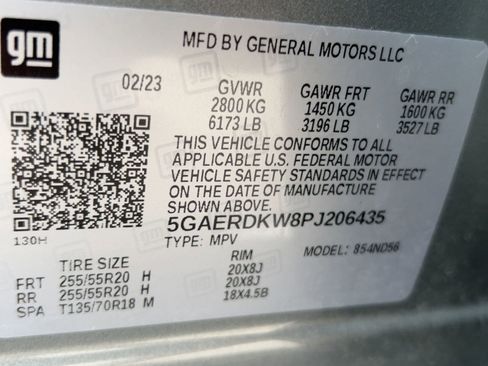 gm
MFD BY GENERAL MOTORS LLC
02/23 GVWR GAWR FRT GAWR RR
2800 KG 1450 KG 1600 KG
6173 LB 3196 LB 3527 LB
THIS VEHICLE CONFORMS TO ALL
APPLICABLE U.S. FEDERAL MOTOR
VEHICLE SAFETY STANDARDS IN EFFECT
ON THE DATE OF MANUFACTURE
SHOWN ABOVE.
5GAERDKW8PJ206435
130H TYPE: MPV MODEL: 854ND56
TIRE SIZE RIM
FRT 255/55R20 H 20X8J
RR 255/55R20 H 20X8J
SPA T135/70R18 M 18X4.5B